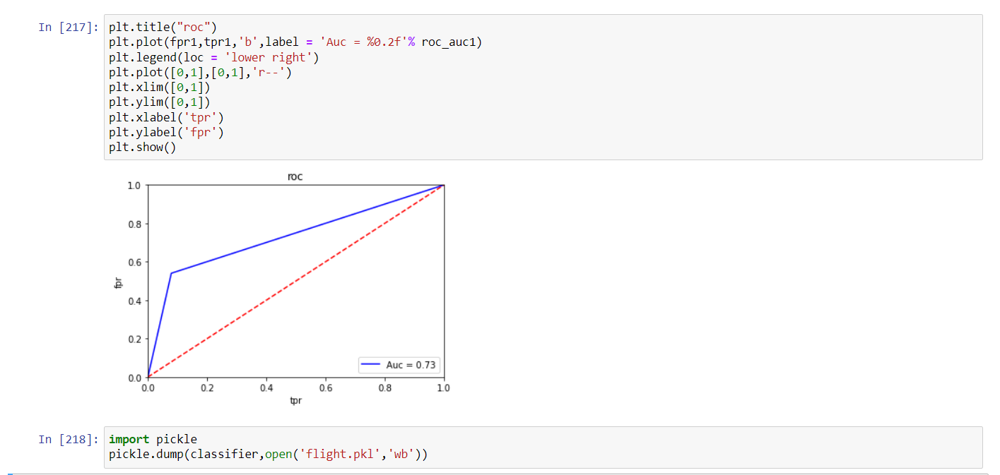 In [217]:
plt.title("roc")
plt.plot(fpr1,tpr1,'b',label = 'Auc = %0.2f'% roc_auc1)
plt.legend(loc = 'lower right')
plt.plot([0,1],[0,1],'r--')
plt.xlim([0,1])
plt.ylim([0,1])
plt.xlabel('tpr')
plt.ylabel('fpr')
plt.show()
roc
1.0
0.8
0.6
fpr
0.4
0.2
0.0
Auc = 0.73
0.0 0.2 0.4 0.6 0.8 1.0
tpr
In [218]:
import pickle
pickle.dump(classifier,open('flight.pkl','wb'))